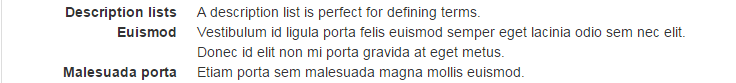 Description lists A description list is perfect for defining terms.
Euismod Vestibulum id ligula porta felis euismod semper eget lacinia odio sem nec elit.
Donec id elit non mi porta gravida at eget metus.
Malesuada porta Etiam porta sem malesuada magna mollis euismod.